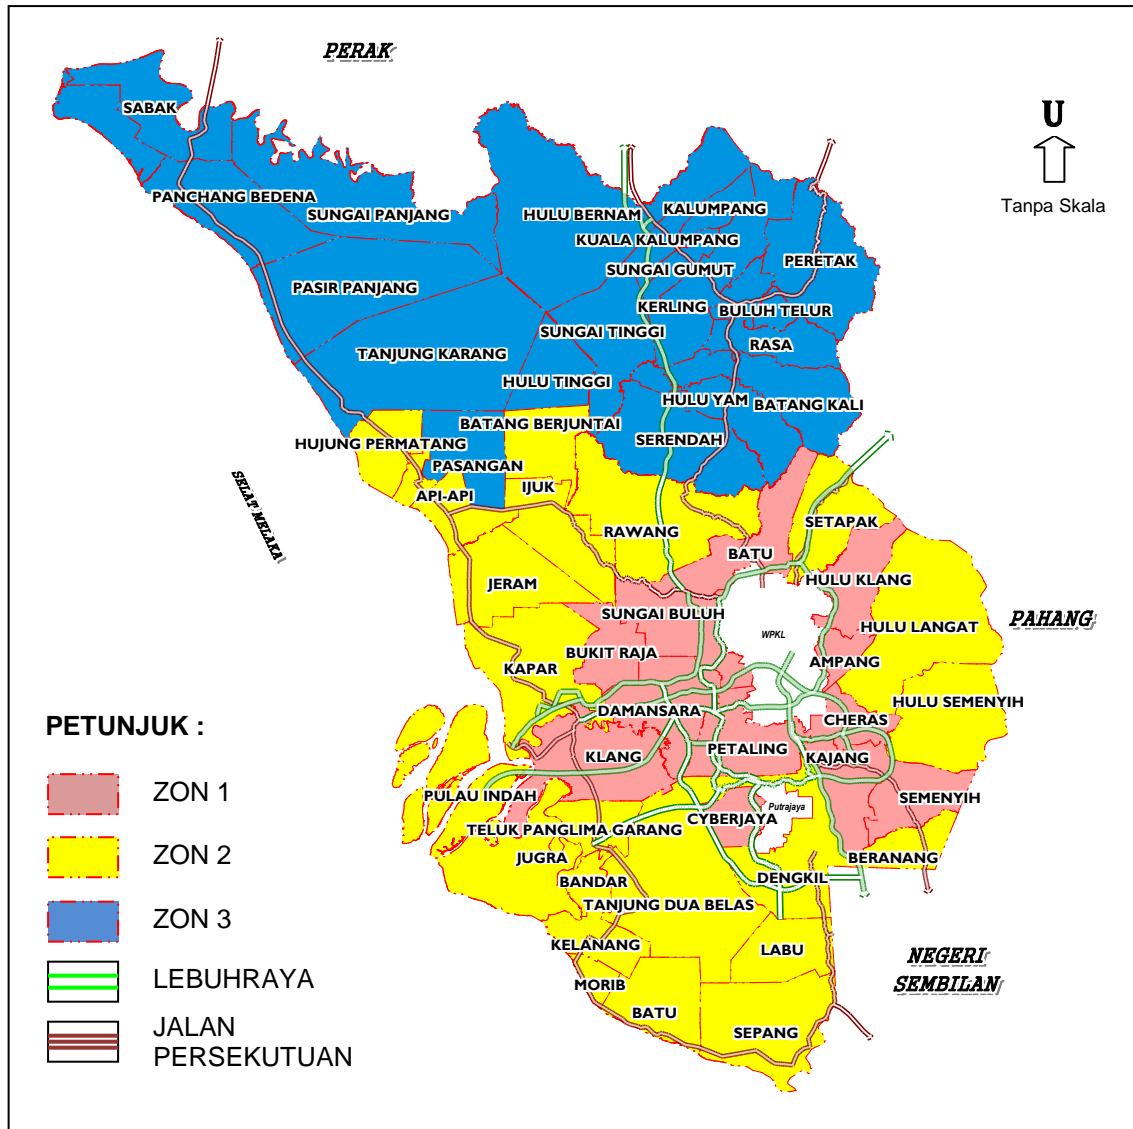 PERAK
U
Tanpa Skala
SABAK
PANCHANG BEDENA
SUNGAI PANJANG
HULU BERNAM
KALUMPANG
KUALA KALUMPANG
SUNGAI GUMUT
PERETAK
PASIR PANJANG
KERLING
BULUH TELUR
SUNGAI TINGGI
RASA
TANJUNG KARANG
HULU TINGGI
HULU YAM
BATANG KALI
BATANG BERJUNTAI
HUJUNG PERMATANG
SERENDAH
PASANGAN
IJUK
API-API
SELAT MELAKA
SETAPAK
RAWANG
BATU
HULU KLANG
JERAM
SUNGAI BULUH
HULU LANGAT
PAHANG
WPKL
BUKIT RAJA
KAPAR
AMPANG
HULU SEMENYIH
DAMANSARA
CHERAS
PETUNJUK :
KLANG
PETALING
KAJANG
ZON 1
PULAU INDAH
SEMENYIH
Putrajaya
CYBERJAYA
TELUK PANGLIMA GARANG
ZON 2
JUGRA
BERANANG
BANDAR
DENGKIL
TANJUNG DUA BELAS
ZON 3
KELANANG
LABU
NEGERI
SEMBILAN
LEBUHRAYA
MORIB
BATU
SEPANG
JALAN
PERSEKUTUAN